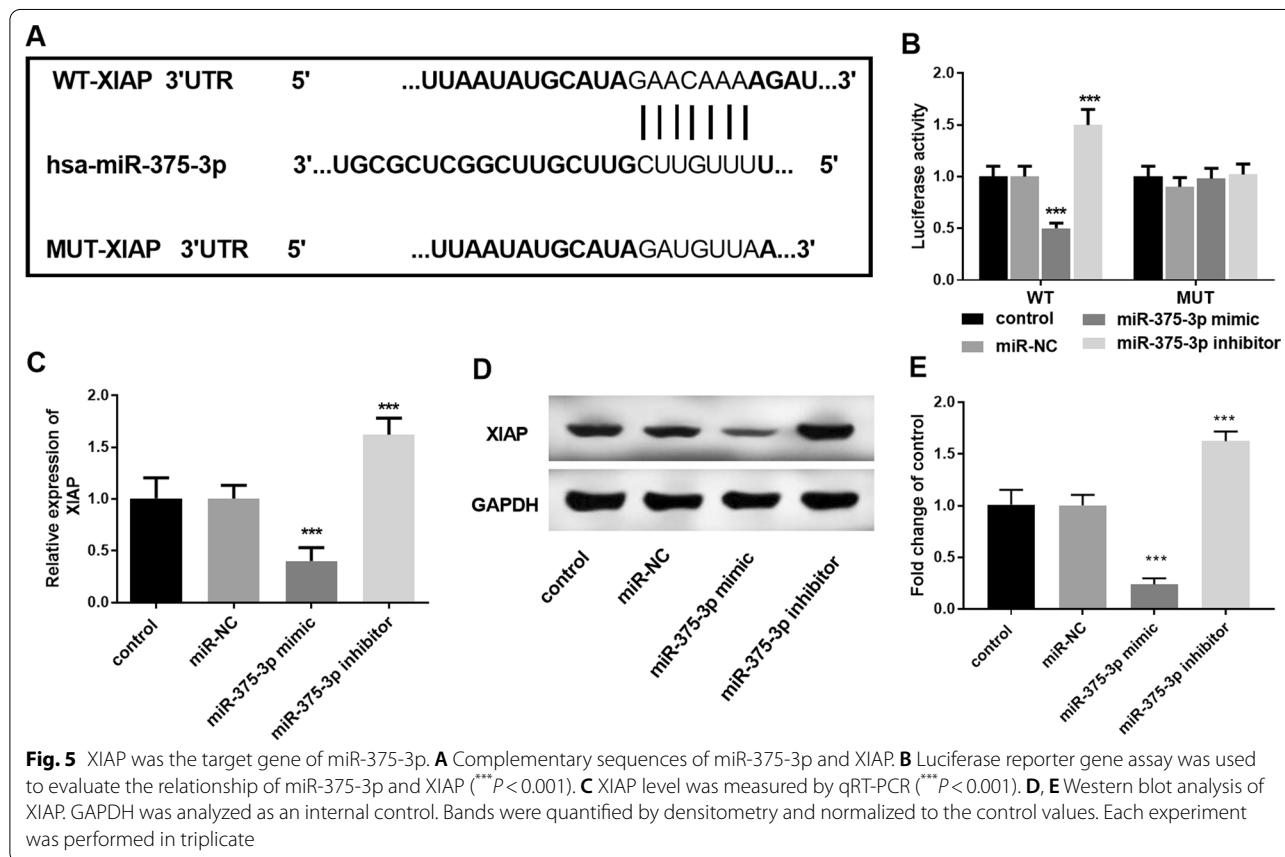 A
WT-XIAP 3'UTR 5' ...UUAAUAUGCAUAGAACAAAAGAU...3'
hsa-miR-375-3p 3'...UGCGCUCGGCUUGCUUGCUUGUUUU... 5'
MUT-XIAP 3'UTR 5' ...UUAAUAUGCAUAGAUGUUAA...3'
B
Luciferase activity
2.0
1.5
1.0
0.5
0.0
***
***
WT MUT
control miR-375-3p mimic
miR-NC miR-375-3p inhibitor
C
Relative expression of
XIAP
2.0
1.5
1.0
0.5
0.0
***
***
control
miR-NC
miR-375-3p mimic
miR-375-3p inhibitor
D
XIAP
GAPDH
control
miR-NC
miR-375-3p mimic
miR-375-3p inhibitor
E
Fold change of control
2.0
1.5
1.0
0.5
0.0
***
***
control
miR-NC
miR-375-3p mimic
miR-375-3p inhibitor
Fig. 5 XIAP was the target gene of miR-375-3p. A Complementary sequences of miR-375-3p and XIAP. B Luciferase reporter gene assay was used
to evaluate the relationship of miR-375-3p and XIAP (***P < 0.001). C XIAP level was measured by qRT-PCR (***P < 0.001). D, E Western blot analysis of
XIAP. GAPDH was analyzed as an internal control. Bands were quantified by densitometry and normalized to the control values. Each experiment
was performed in triplicate